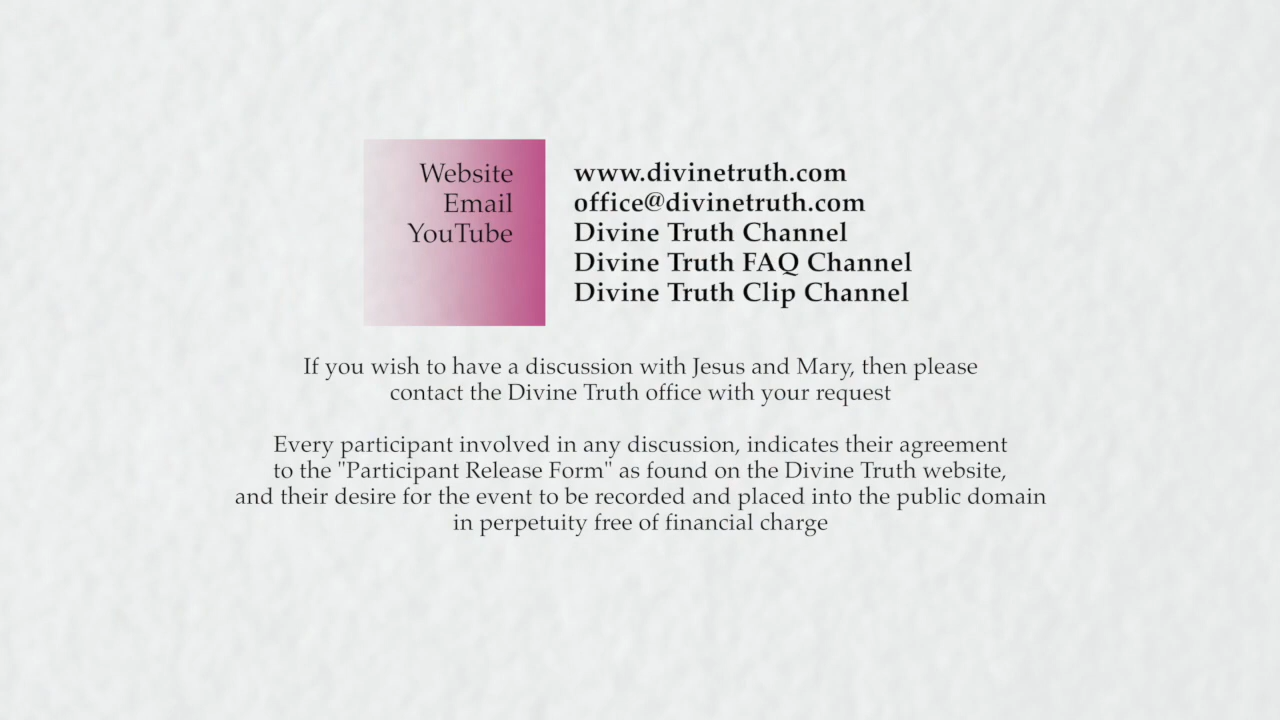 Website www.divinetruth.com
Email office@divinetruth.com
YouTube Divine Truth Channel
Divine Truth FAQ Channel
Divine Truth Clip Channel
If you wish to have a discussion with Jesus and Mary, then please
contact the Divine Truth office with your request
Every participant involved in any discussion, indicates their agreement
to the "Participant Release Form" as found on the Divine Truth website,
and their desire for the event to be recorded and placed into the public domain
in perpetuity free of financial charge